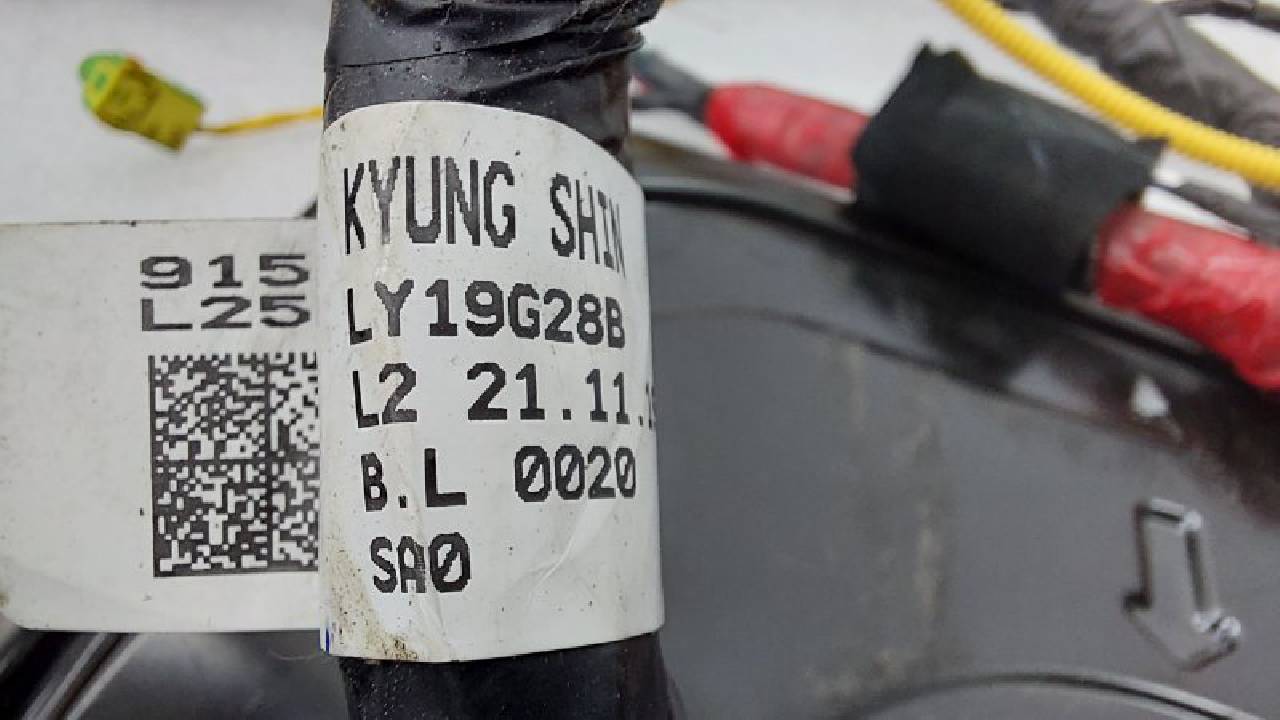 915
L25
KYUNG SHIN
LY19G28B
L2 21.11.
B.L 0020
SA0